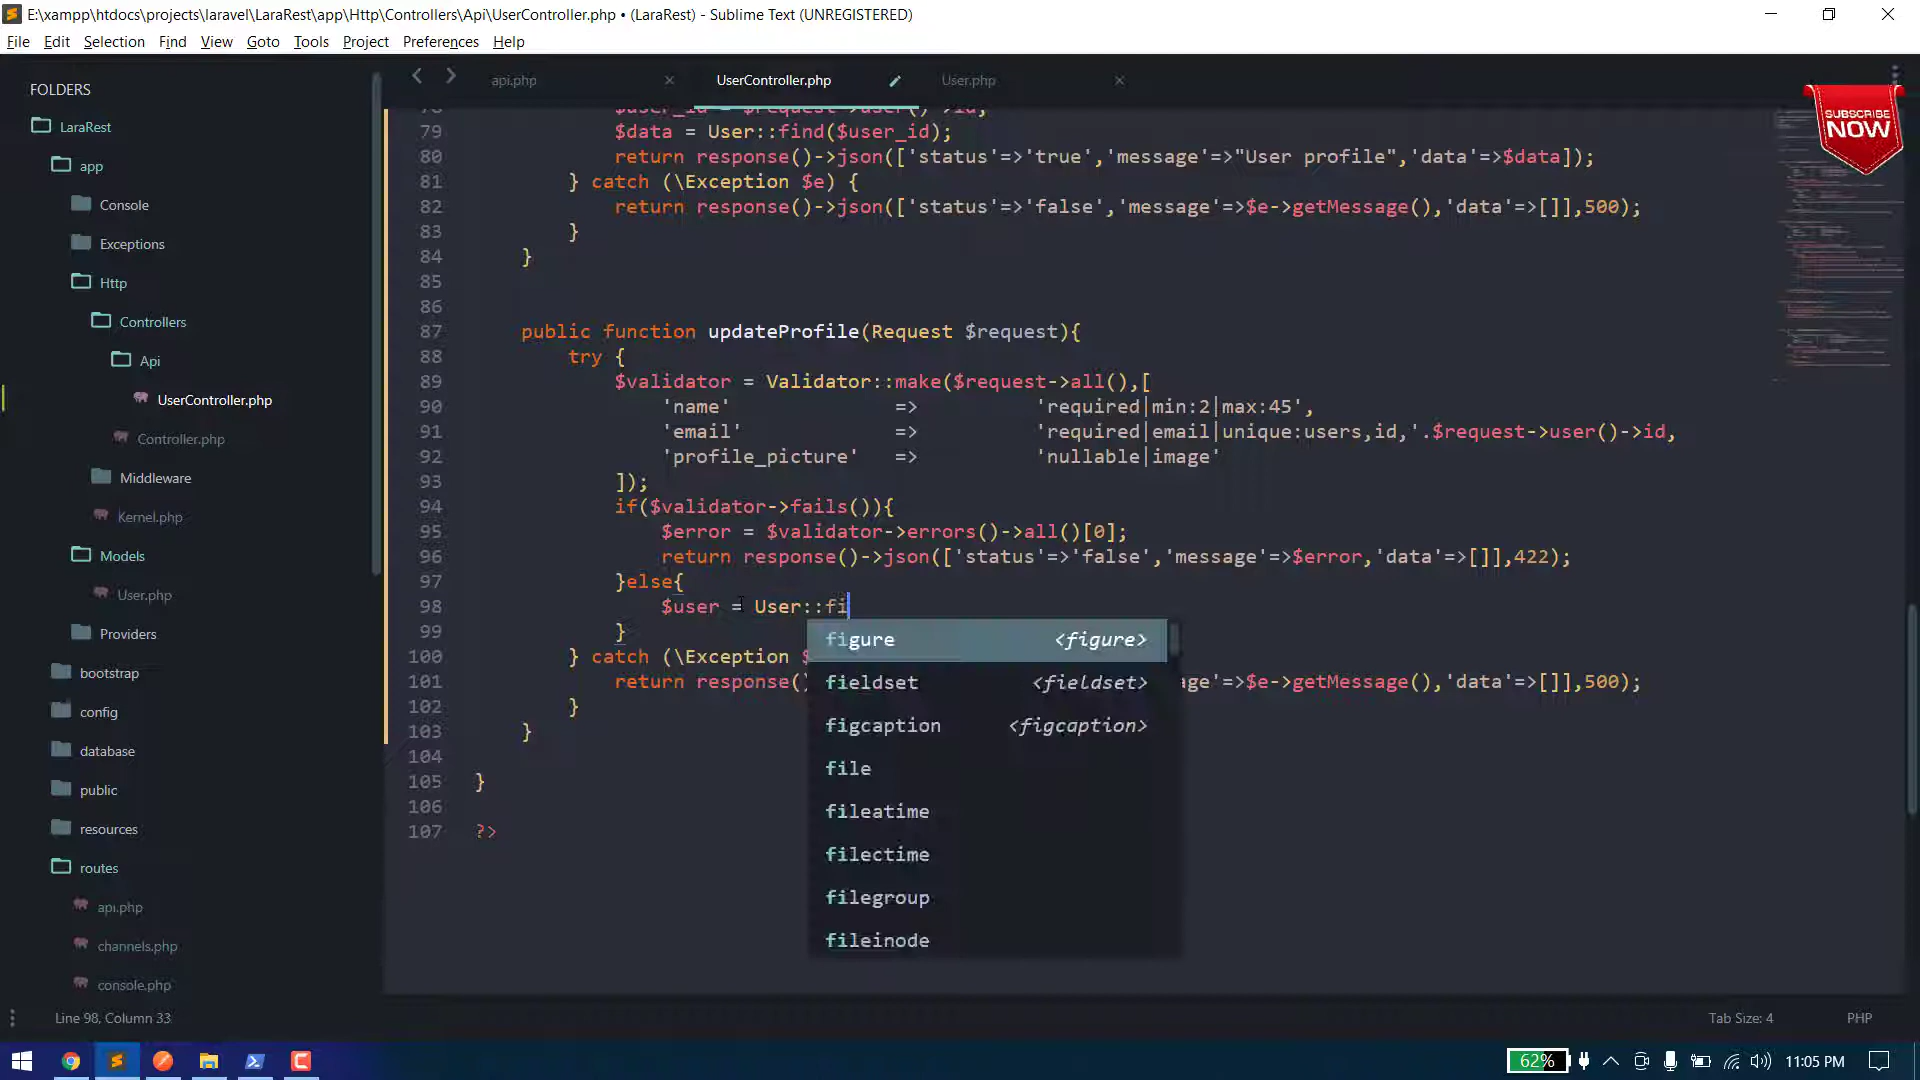 E:\xampp\htdocs\projects\laravel\LaraRest\app\Http\Controllers\Api\UserController.php • (LaraRest) - Sublime Text (UNREGISTERED)
File Edit Selection Find View Goto Tools Project Preferences Help
FOLDERS
LaraRest
app
Console
Exceptions
Http
Controllers
Api
UserController.php
Controller.php
Middleware
Kernel.php
Models
User.php
Providers
bootstrap
config
database
public
resources
routes
api.php
channels.php
console.php
api.php UserController.php User.php
SUBSCRIBE
NOW
78 $user_id = $request->user()->id;
79 $data = User::find($user_id);
80 return response()->json(['status'=>'true','message'=>"User profile",'data'=>$data]);
81 } catch (\Exception $e) {
82 return response()->json(['status'=>'false','message'=>$e->getMessage(),'data'=>[]],500);
83 }
84 }
85
86
87 public function updateProfile(Request $request){
88 try {
89 $validator = Validator::make($request->all(),[
90 'name' => 'required|min:2|max:45',
91 'email' => 'required|email|unique:users,id,'.$request->user()->id,
92 'profile_picture' => 'nullable|image'
93 ]);
94 if($validator->fails()){
95 $error = $validator->errors()->all()[0];
96 return response()->json(['status'=>'false','message'=>$error,'data'=>[]],422);
97 }else{
98 $user = User::fi
99 }
100 } catch (\Exception $
101 return response() age'=>$e->getMessage(),'data'=>[]],500);
102 }
103 }
104
105 }
106
107 ?>
figure <figure>
fieldset <fieldset>
figcaption <figcaption>
file
fileatime
filectime
filegroup
fileinode
Line 98, Column 33 Tab Size: 4 PHP
62% 11:05 PM